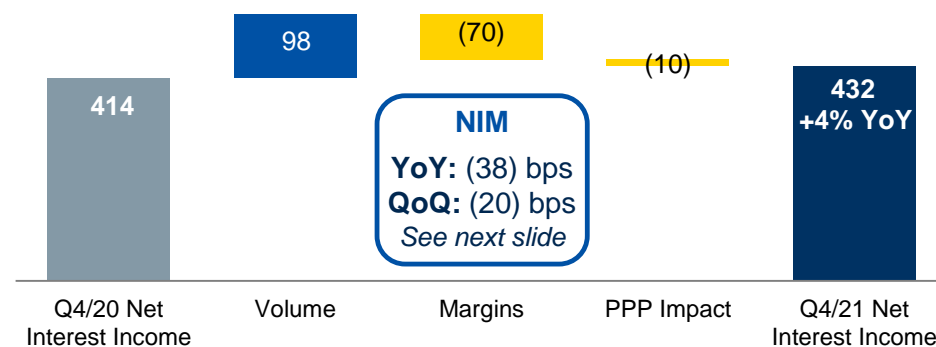 98
(70)
(10)
414
432
+4% YoY
NIM
YoY: (38) bps
QoQ: (20) bps
See next slide
Q4/20 Net
Interest Income
Volume
Margins
PPP Impact
Q4/21 Net
Interest Income